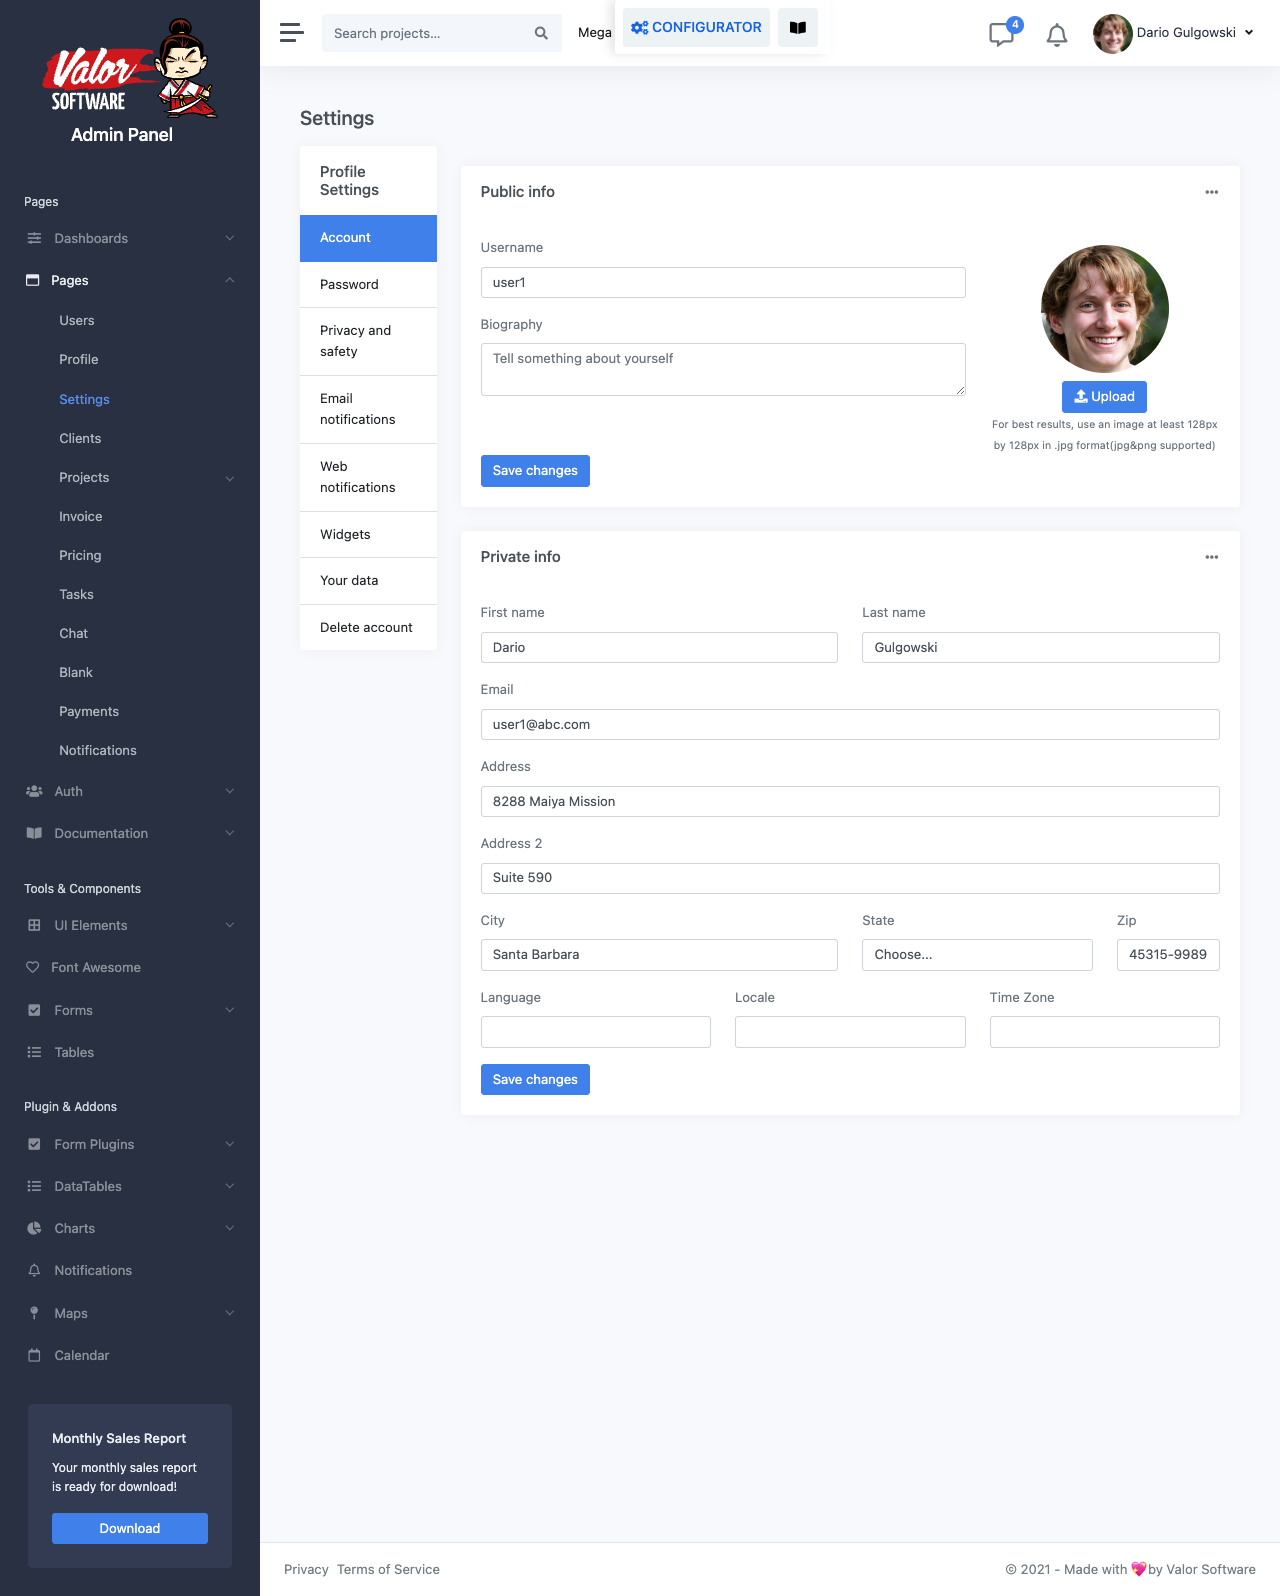 Valor
SOFTWARE
Admin Panel
Pages
Dashboards
Pages
Users
Profile
Settings
Clients
Projects
Invoice
Pricing
Tasks
Chat
Blank
Payments
Notifications
Auth
Documentation
Tools & Components
UI Elements
Font Awesome
Forms
Tables
Plugin & Addons
Form Plugins
DataTables
Charts
Notifications
Maps
Calendar
Monthly Sales Report
Your monthly sales report
is ready for download!
Download
Search projects...
Mega
CONFIGURATOR
4
Dario Gulgowski
Settings
Profile
Settings
Account
Password
Privacy and
safety
Email
notifications
Web
notifications
Widgets
Your data
Delete account
Public info
Username
user1
Biography
Tell something about yourself
Upload
For best results, use an image at least 128px
by 128px in .jpg format(jpg&png supported)
Save changes
Private info
First name
Last name
Dario
Gulgowski
Email
user1@abc.com
Address
8288 Maiya Mission
Address 2
Suite 590
City
State
Zip
Santa Barbara
Choose...
45315-9989
Language
Locale
Time Zone
Save changes
Privacy
Terms of Service
© 2021 - Made with 💖by Valor Software